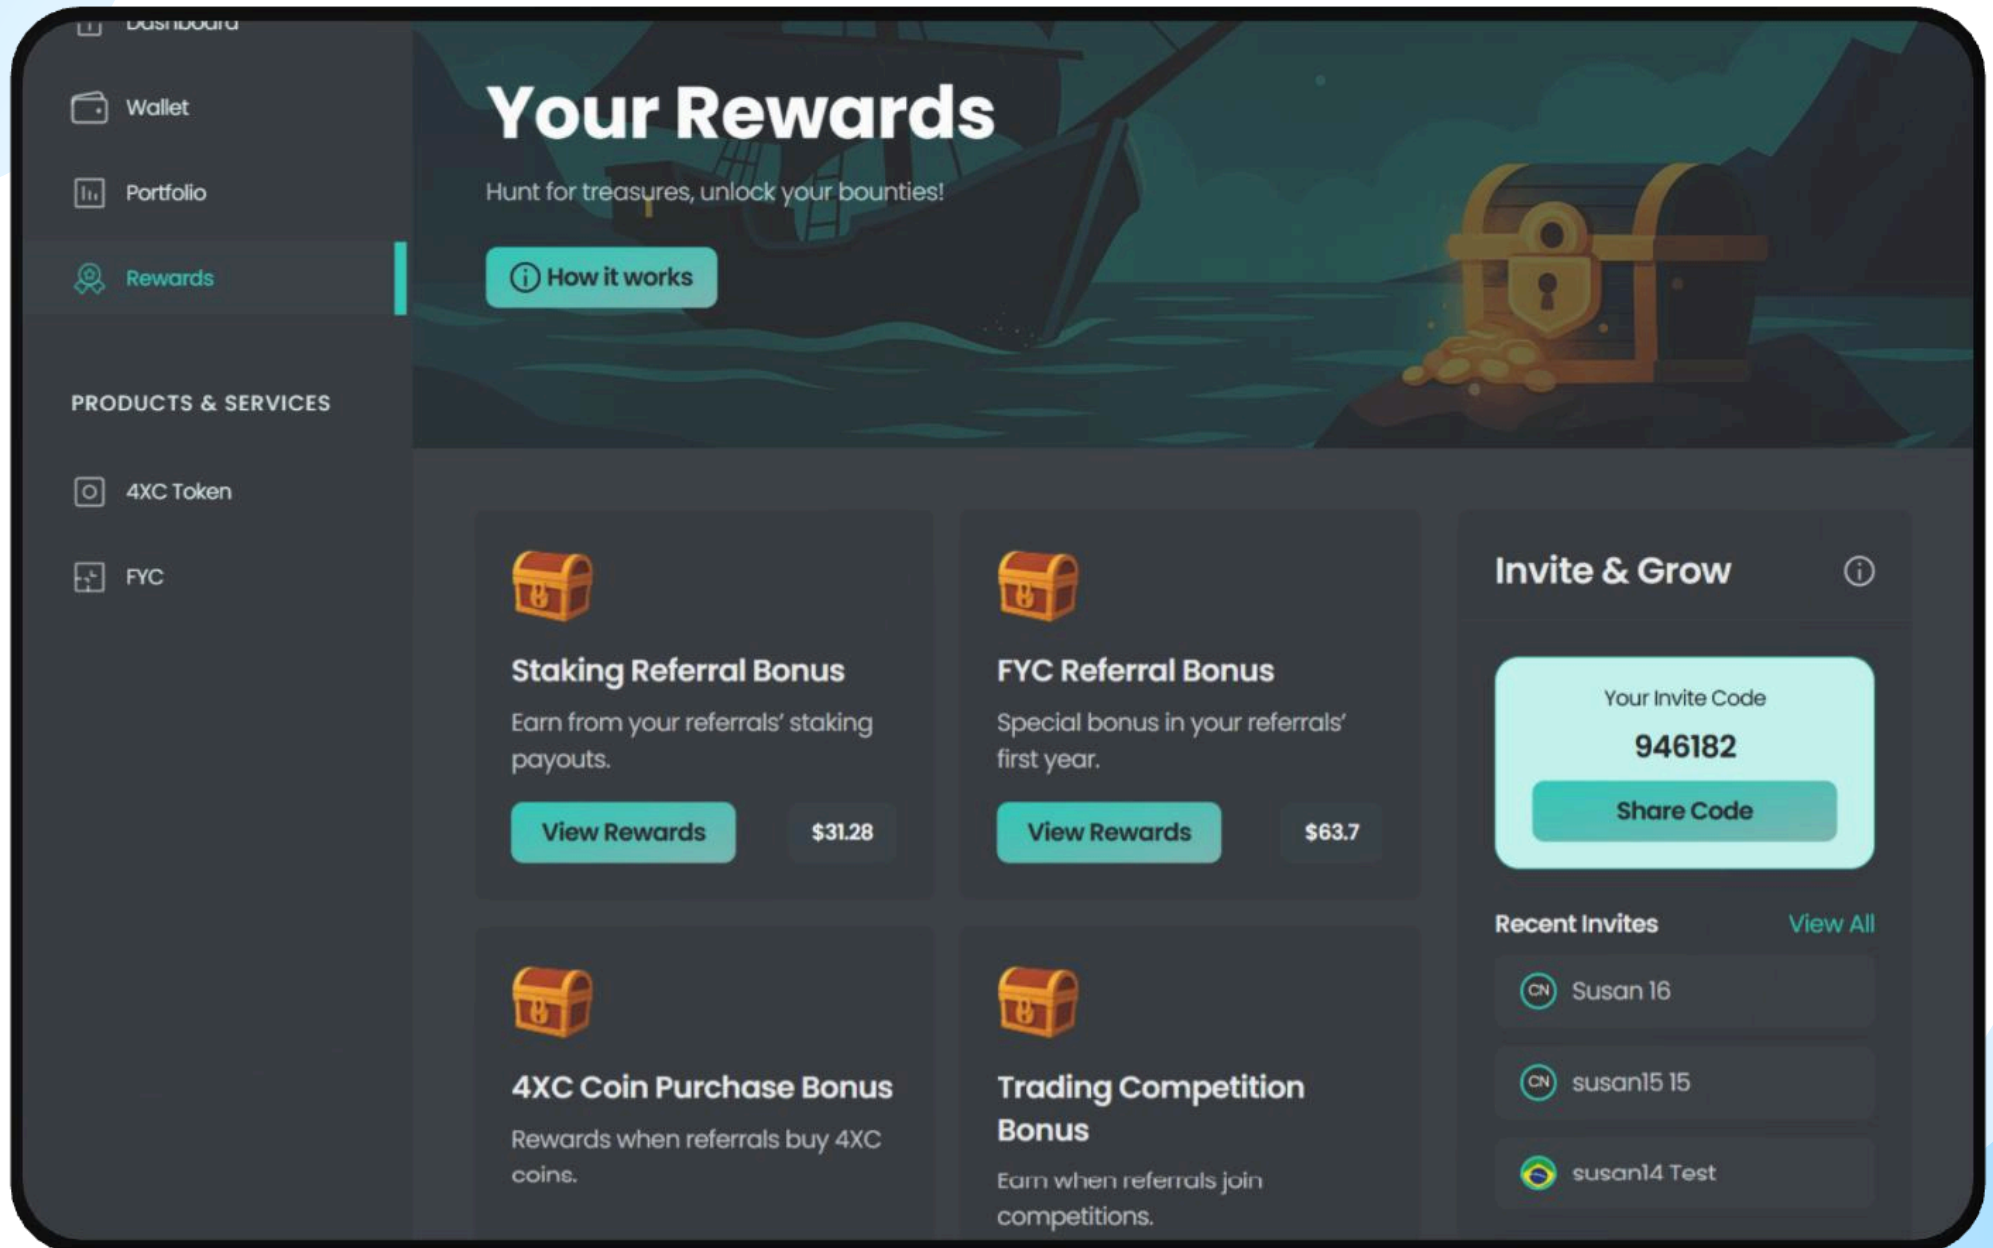 Dashboard
Wallet
Portfolio
Rewards
PRODUCTS & SERVICES
4XC Token
FYC
Your Rewards
Hunt for treasures, unlock your bounties!
How it works
Staking Referral Bonus
Earn from your referrals’ staking
payouts.
View Rewards
$31.28
FYC Referral Bonus
Special bonus in your referrals’
first year.
View Rewards
$63.7
4XC Coin Purchase Bonus
Rewards when referrals buy 4XC
coins.
Trading Competition
Bonus
Earn when referrals join
competitions.
Invite & Grow
Your Invite Code
946182
Share Code
Recent Invites
View All
CN
Susan 16
CN
susan15 15
susan14 Test